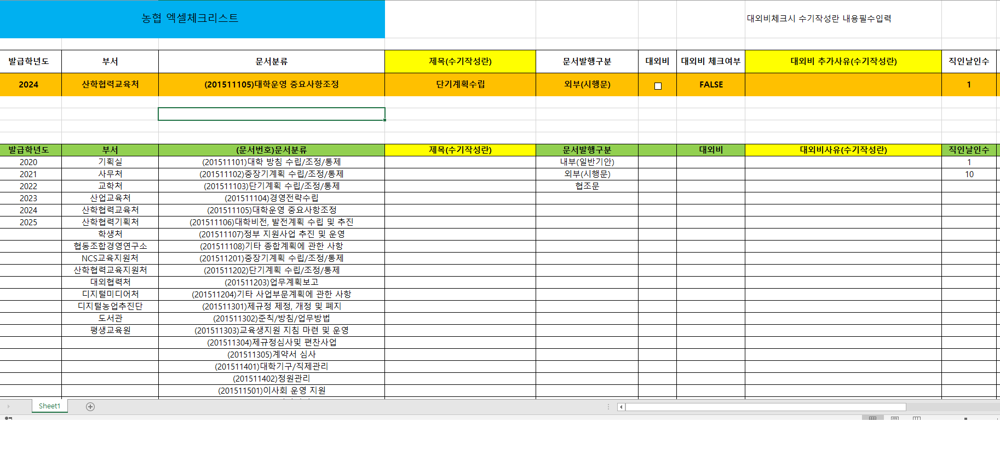 농협 엑셀체크리스트
대외비체크시 수기작성란 내용필수입력
발급학년도 부서 문서분류 제목(수기작성란) 문서발행구분 대외비 대외비 체크여부 대외비 추가사유(수기작성란) 직인날인수
2024 산학협력교육처 (201511105)대학운영 중요사항조정 단기계획수립 외부(시행문) FALSE 1
발급학년도 부서 (문서번호)문서분류 제목(수기작성란) 문서발행구분 대외비 대외비사유(수기작성란) 직인날인수
2020 기획실 (201511101)대학 방침 수립/조정/통제 내부(일반기안) 1
2021 사무처 (201511102)중장기계획 수립/조정/통제 외부(시행문) 10
2022 교학처 (201511103)단기계획 수립/조정/통제 협조문
2023 산업교육처 (201511104)경영전략수립
2024 산학협력교육처 (201511105)대학운영 중요사항조정
2025 산학협력기획처 (201511106)대학비전, 발전계획 수립 및 추진
학생처 (201511107)정부 지원사업 추진 및 운영
협동조합경영연구소 (201511108)기타 종합계획에 관한 사항
NCS교육지원처 (201511201)중장기계획 수립/조정/통제
산학협력교육지원처 (201511202)단기계획 수립/조정/통제
대외협력처 (201511203)업무계획보고
디지털미디어처 (201511204)기타 사업부문계획에 관한 사항
디지털농업추진단 (201511301)제규정 제정, 개정 및 폐지
도서관 (201511302)준칙/방침/업무방법
평생교육원 (201511303)교육생지원 지침 마련 및 운영
(201511304)제규정심사및 편찬사업
(201511305)계약서 심사
(201511401)대학기구/직제관리
(201511402)정원관리
(201511501)이사회 운영 지원
Sheet1